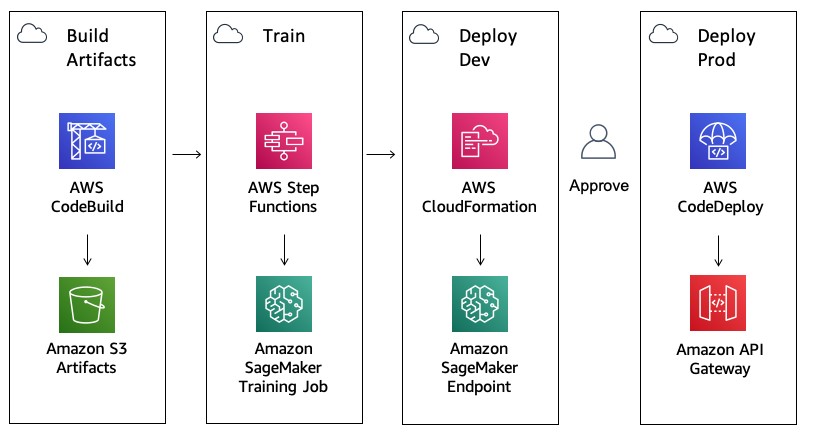 Build
Artifacts
AWS
CodeBuild
Amazon S3
Artifacts
Train
AWS Step
Functions
Amazon
SageMaker
Training Job
Deploy
Dev
AWS
CloudFormation
Amazon
SageMaker
Endpoint
Approve
Deploy
Prod
AWS
CodeDeploy
Amazon API
Gateway